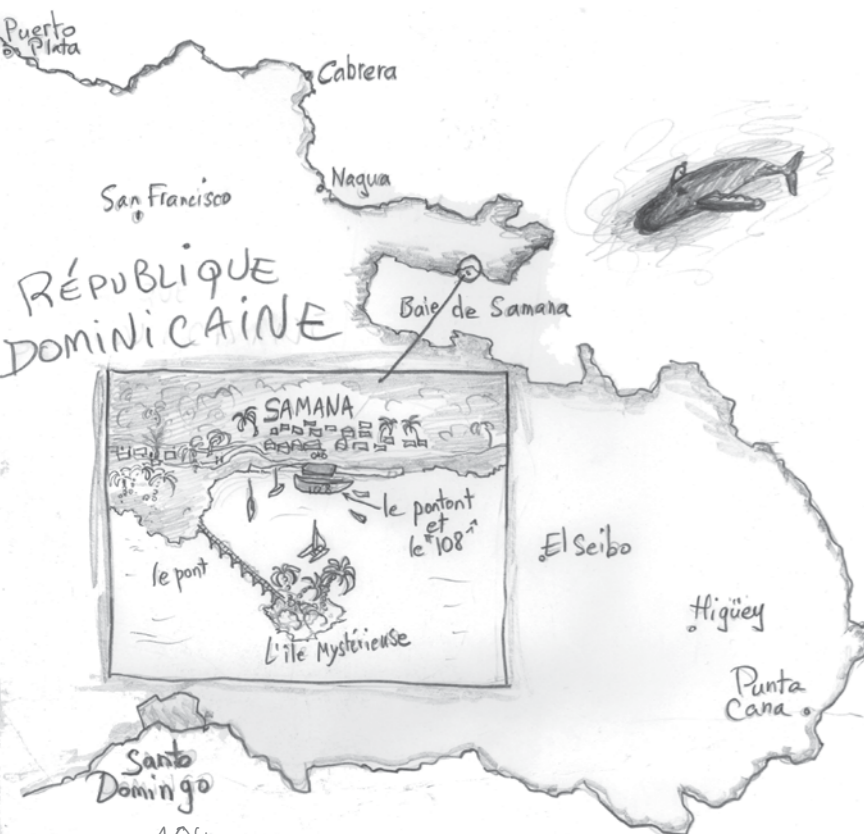 Puerto
Plata
Cabrera
Nagua
San Francisco
RÉPUBLIQUE
DOMINICAINE
Baie de Samana
SAMANA
le pontont
et
le "108"
le pont
L'île Mystérieuse
El Seibo
Higüey
Punta
Cana
Santo
Domingo